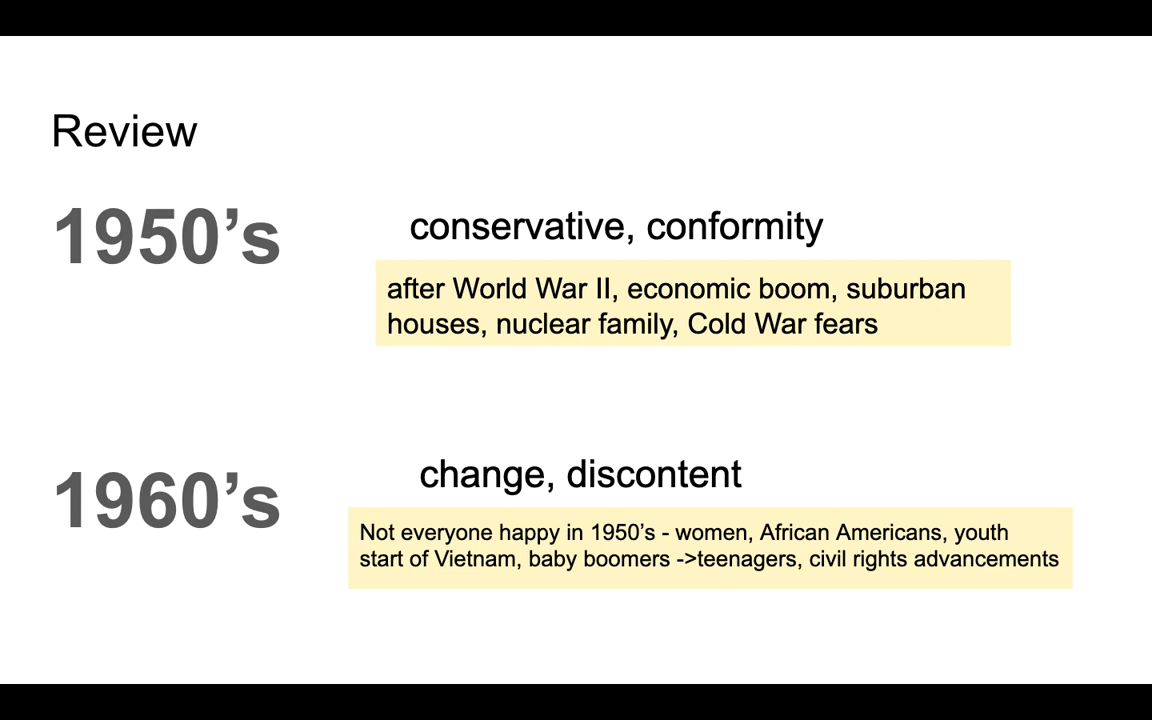 Review
1950’s
conservative, conformity
after World War II, economic boom, suburban
houses, nuclear family, Cold War fears
1960’s
change, discontent
Not everyone happy in 1950’s - women, African Americans, youth
start of Vietnam, baby boomers ->teenagers, civil rights advancements